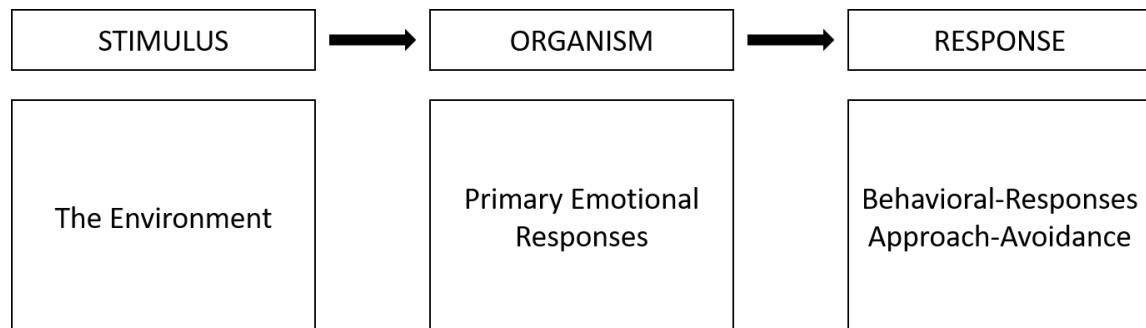 STIMULUS
ORGANISM
RESPONSE
The Environment
Primary Emotional
Responses
Behavioral-Responses
Approach-Avoidance